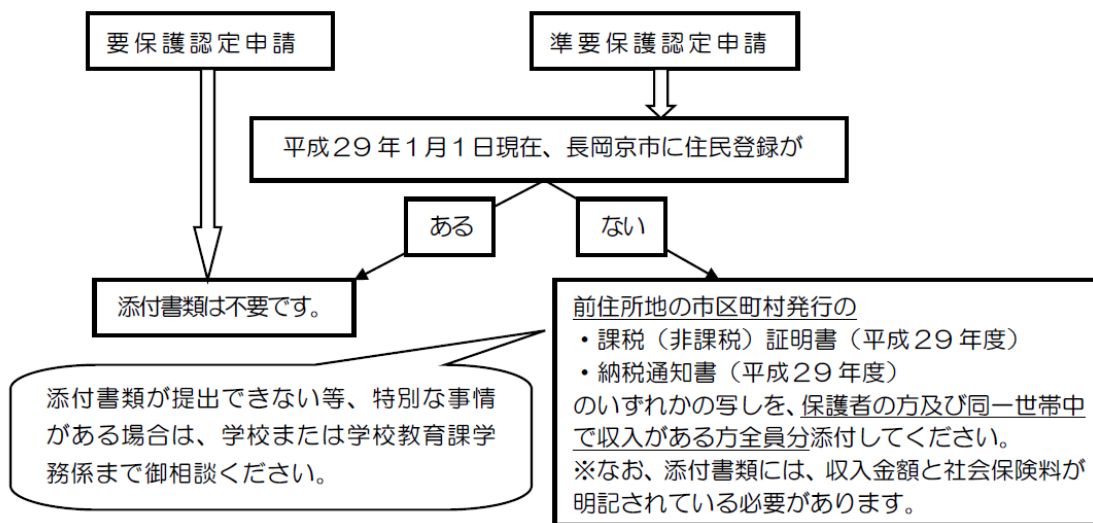 要保護認定申請
準要保護認定申請
平成29年1月1日現在、長岡京市に住民登録が
ある
ない
添付書類は不要です。
前住所地の市区町村発行の
・課税（非課税）証明書（平成29年度）
・納税通知書（平成29年度）
のいずれかの写しを、保護者の方及び同一世帯中
で収入がある方全員分添付してください。
※なお、添付書類には、収入金額と社会保険料が
明記されている必要があります。
添付書類が提出できない等、特別な事情
がある場合は、学校または学校教育課学
務係まで御相談ください。